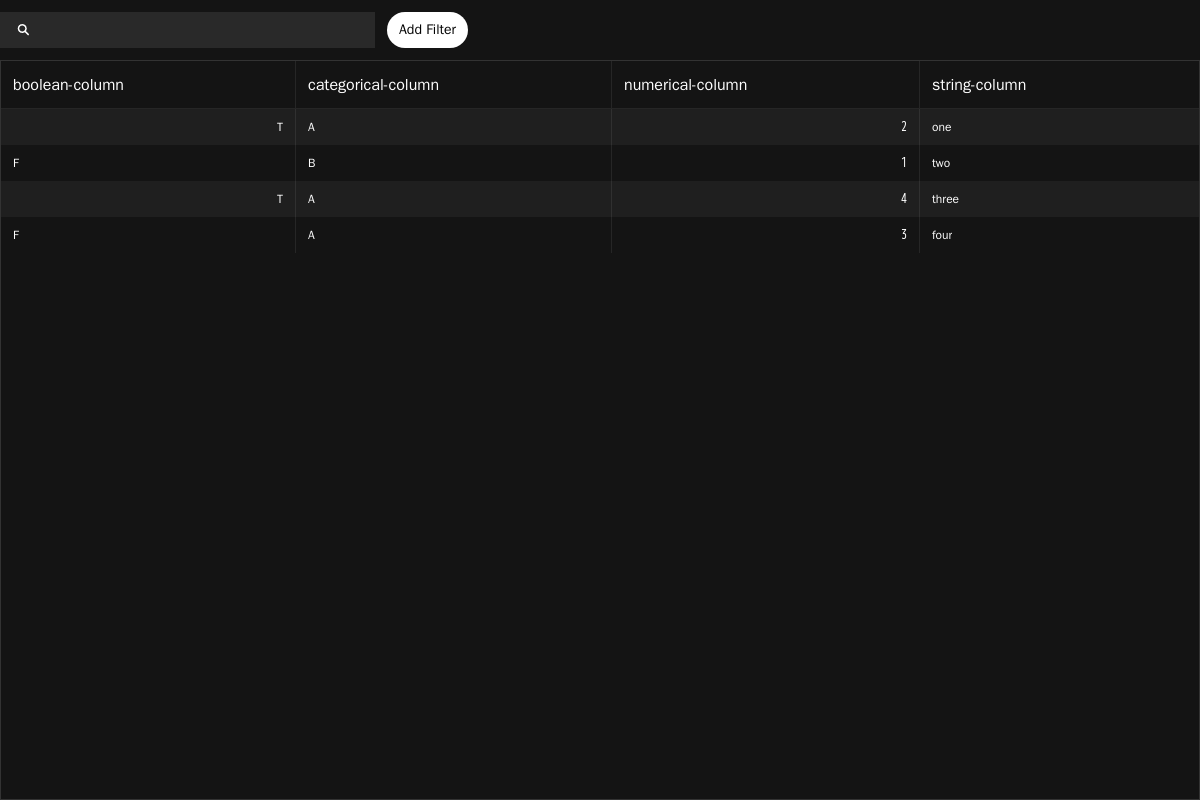 Add Filter
boolean-column categorical-column numerical-column string-column
T A 2 one
F B 1 two
T A 4 three
F A 3 four